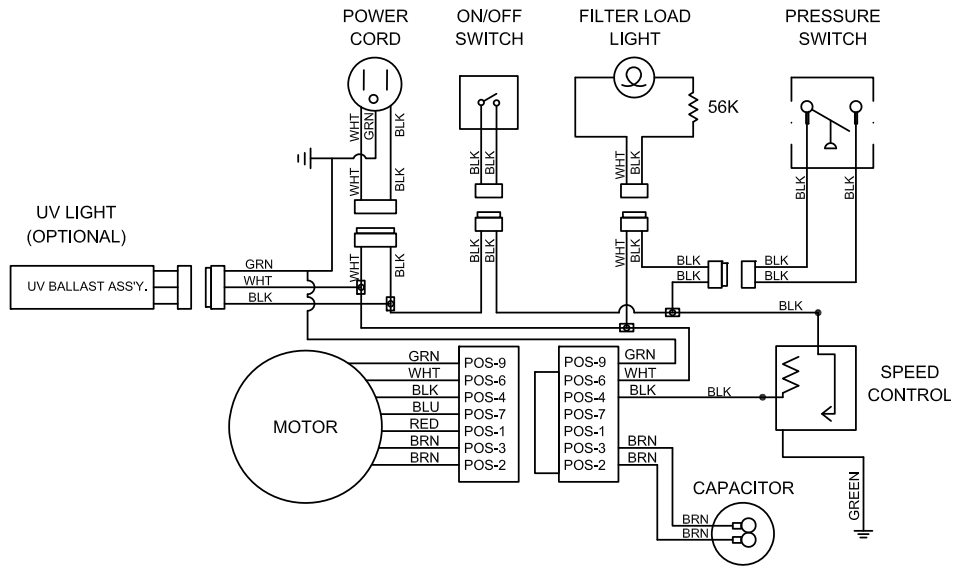 POWER
CORD
ON/OFF
SWITCH
FILTER LOAD
LIGHT
PRESSURE
SWITCH
56K
WHT
GRN
BLK
WHT
BLK
BLK
BLK
WHT
BLK
BLK
BLK
UV LIGHT
(OPTIONAL)
UV BALLAST ASS'Y.
GRN
WHT
BLK
WHT
BLK
BLK
BLK
WHT
BLK
BLK
BLK
BLK
BLK
BLK
MOTOR
GRN
WHT
BLK
BLU
RED
BRN
BRN
POS-9
POS-6
POS-4
POS-7
POS-1
POS-3
POS-2
POS-9
POS-6
POS-4
POS-7
POS-1
POS-3
POS-2
GRN
WHT
BLK
BLK
BRN
BRN
SPEED
CONTROL
GREEN
CAPACITOR
BRN
BRN